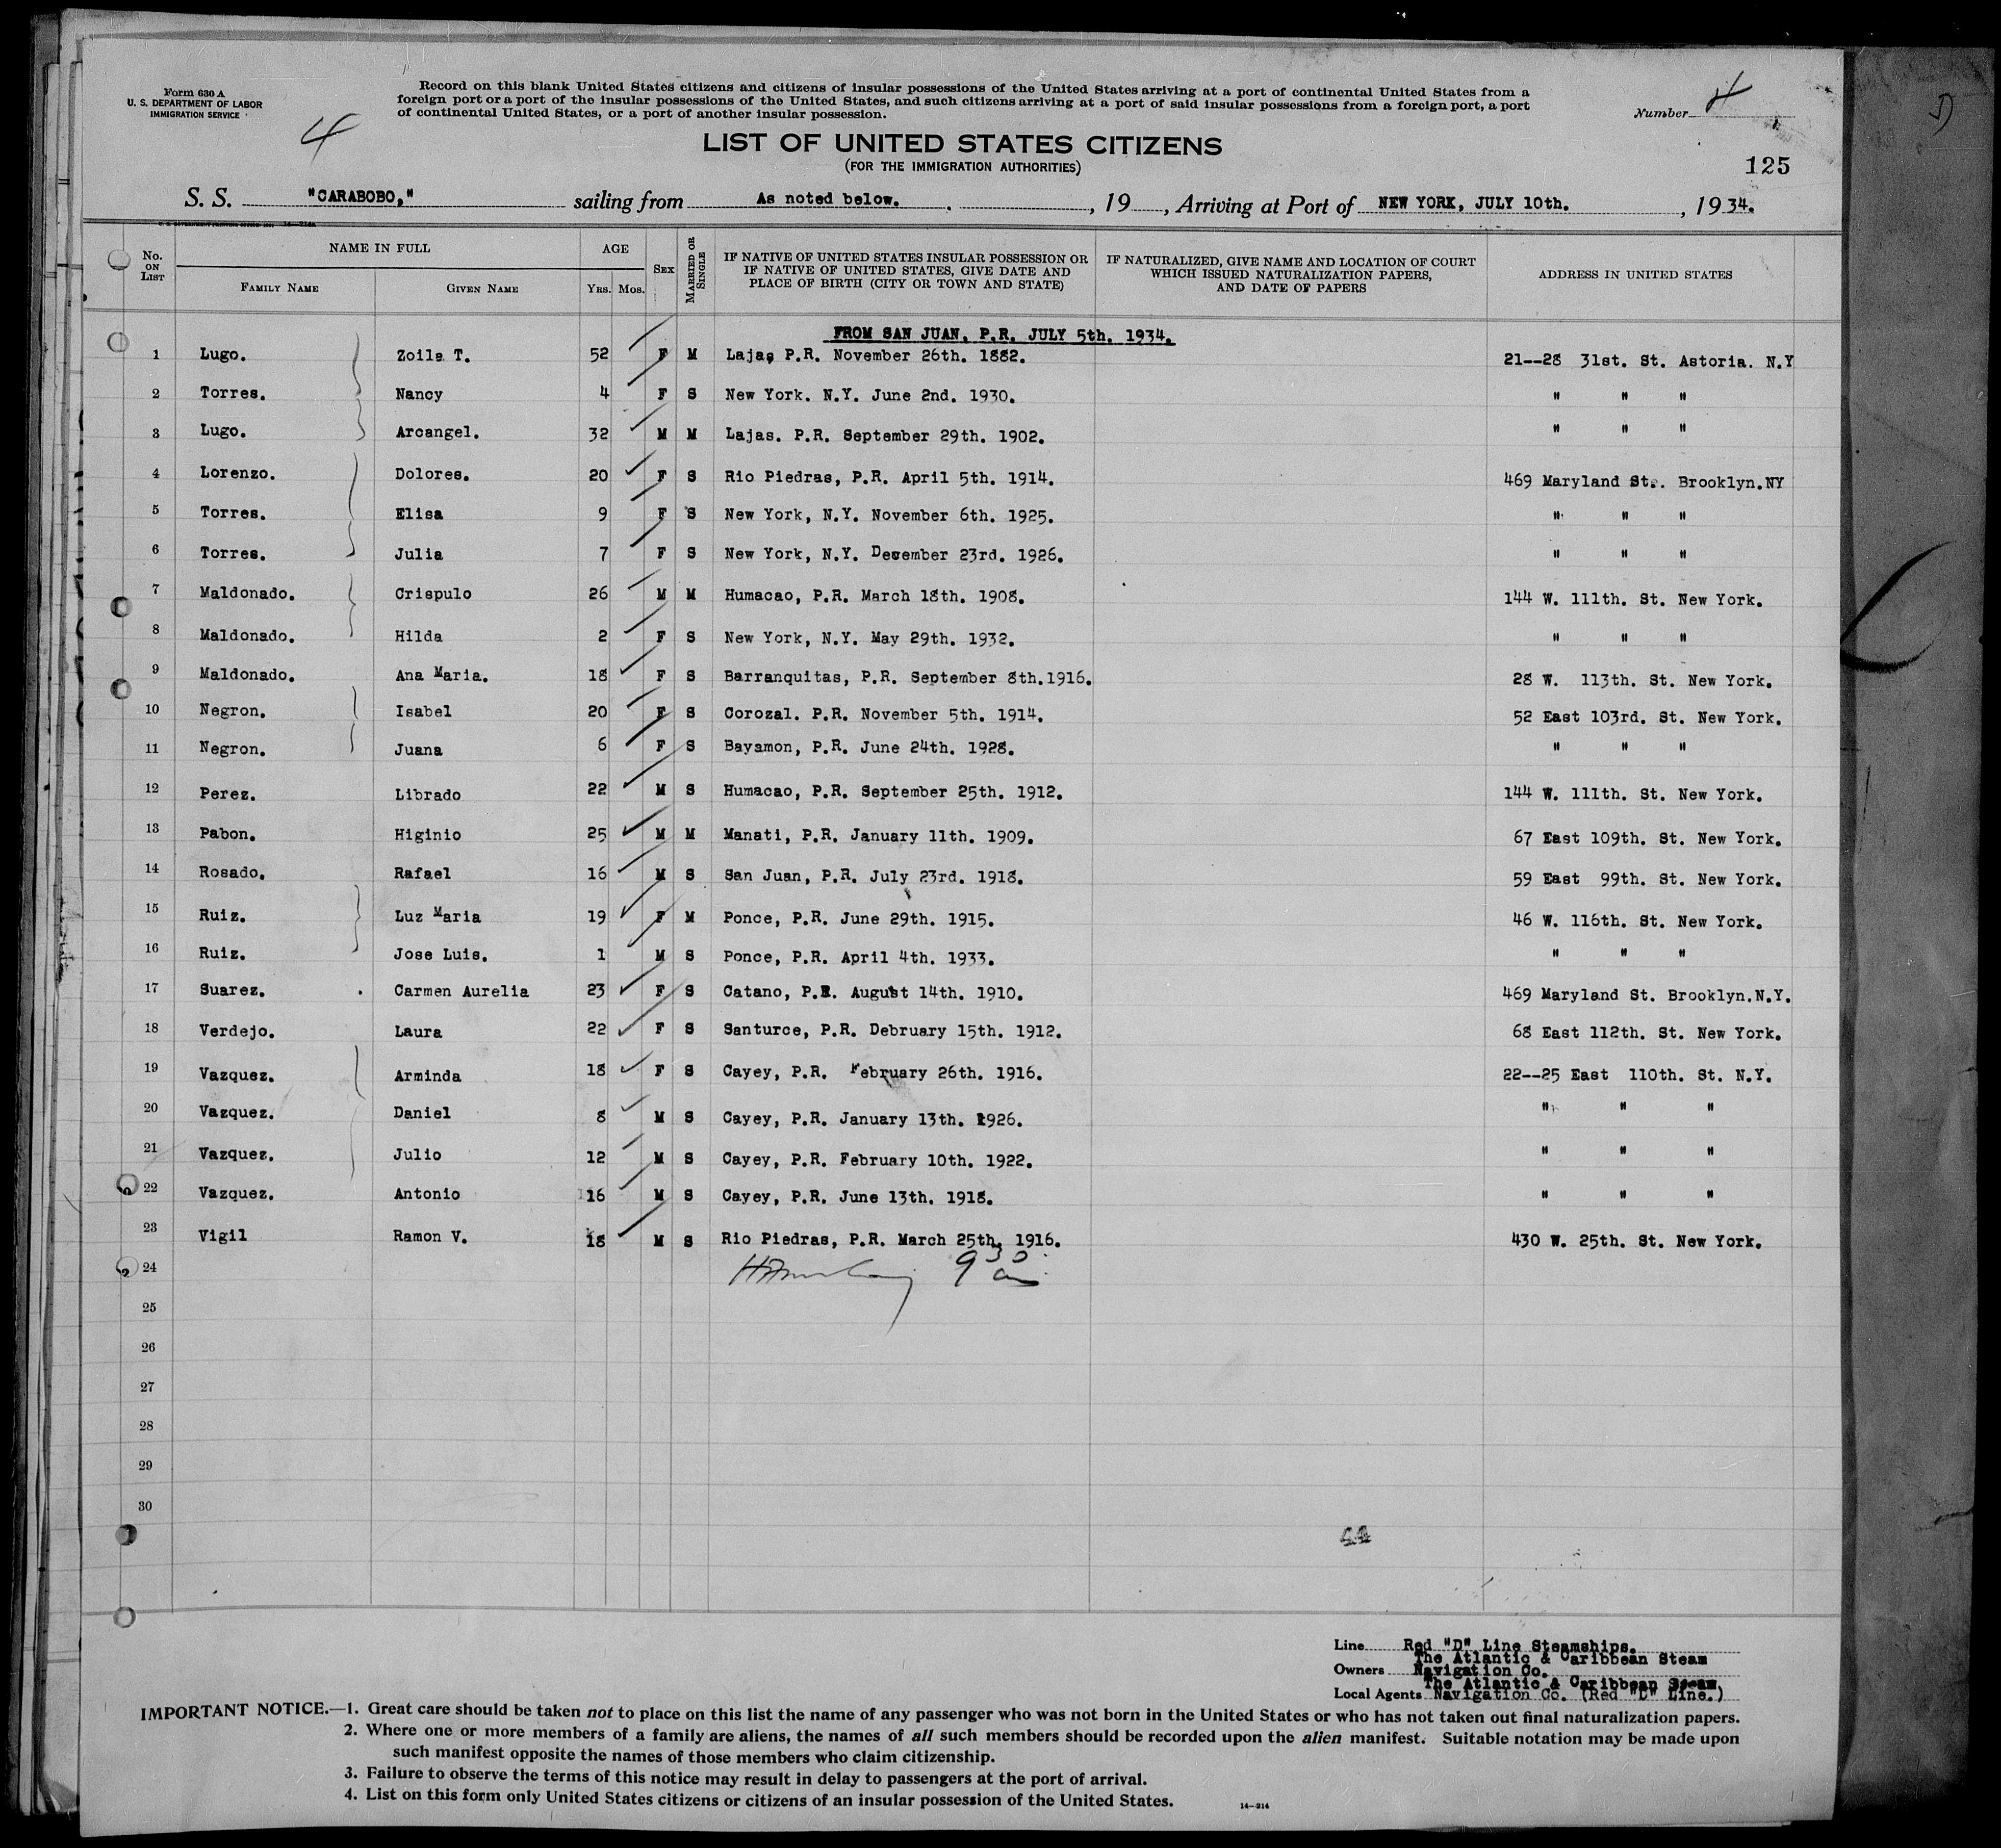 Form 630 A
U. S. DEPARTMENT OF LABOR
IMMIGRATION SERVICE
4
Record on this blank United States citizens and citizens of insular possessions of the United States arriving at a port of continental United States from a
foreign port or a port of the insular possessions of the United States, and such citizens arriving at a port of said insular possessions from a foreign port, a port
of continental United States, or a port of another insular possession.
Number 4
LIST OF UNITED STATES CITIZENS
(FOR THE IMMIGRATION AUTHORITIES)
125
S. S. "CARABOBO," sailing from As noted below. , 19 , Arriving at Port of NEW YORK, JULY 10th. , 1934.
No. ON LIST NAME IN FULL FAMILY NAME GIVEN NAME AGE YRS. MOS. SEX MARRIED OR SINGLE IF NATIVE OF UNITED STATES INSULAR POSSESSION OR IF NATIVE OF UNITED STATES, GIVE DATE AND PLACE OF BIRTH (CITY OR TOWN AND STATE) IF NATURALIZED, GIVE NAME AND LOCATION OF COURT WHICH ISSUED NATURALIZATION PAPERS, AND DATE OF PAPERS ADDRESS IN UNITED STATES
FROM SAN JUAN, P.R. JULY 5th. 1934.
1 Lugo. Zoila T. 52 F M Lajas P.R. November 26th. 1882. 21--28 31st. St. Astoria. N.Y
2 Torres. Nancy 4 F S New York. N.Y. June 2nd. 1930. " " "
3 Lugo. Arcangel. 32 M M Lajas. P.R. September 29th. 1902. " " "
4 Lorenzo. Dolores. 20 F S Rio Piedras, P.R. April 5th. 1914. 469 Maryland St.. Brooklyn.NY
5 Torres. Elisa 9 F S New York, N.Y. November 6th. 1925. " " "
6 Torres. Julia 7 F S New York, N.Y. December 23rd. 1926. " " "
7 Maldonado. Crispulo 26 M M Humacao, P.R. March 18th. 1908. 144 W. 111th. St. New York.
8 Maldonado. Hilda 2 F S New York, N.Y. May 29th. 1932. " " "
9 Maldonado. Ana Maria. 18 F S Barranquitas, P.R. September 8th.1916. 28 W. 113th. St. New York.
10 Negron. Isabel 20 F S Corozal. P.R. November 5th. 1914. 52 East 103rd. St. New York.
11 Negron. Juana 6 F S Bayamon, P.R. June 24th. 1928. " " "
12 Perez. Librado 22 M S Humacao, P.R. September 25th. 1912. 144 W. 111th. St. New York.
13 Pabon. Higinio 25 M M Manati, P.R. January 11th. 1909. 67 East 109th. St. New York.
14 Rosado. Rafael 16 M S San Juan, P.R. July 23rd. 1918. 59 East 99th. St. New York.
15 Ruiz. Luz Maria 19 F M Ponce, P.R. June 29th. 1915. 46 W. 116th. St. New York.
16 Ruiz. Jose Luis. 1 M S Ponce, P.R. April 4th. 1933. " " "
17 Suarez. Carmen Aurelia 23 F S Catano, P.R. August 14th. 1910. 469 Maryland St. Brooklyn.N.Y.
18 Verdejo. Laura 22 F S Santurce, P.R. Debruary 15th. 1912. 68 East 112th. St. New York.
19 Vazquez. Arminda 18 F S Cayey, P.R. February 26th. 1916. 22--25 East 110th. St. N.Y.
20 Vazquez. Daniel 8 M S Cayey, P.R. January 13th. 1926. " " "
21 Vazquez. Julio 12 M S Cayey, P.R. February 10th. 1922. " " "
22 Vazquez. Antonio 16 M S Cayey, P.R. June 13th. 1918. " " "
23 Vigil Ramon V. 18 M S Rio Piedras, P.R. March 25th. 1916. 430 W. 25th. St. New York.
24 9 30 am
25
26
27
28
29
30
Line Red "D" Line Steamships.
The Atlantic & Caribbean Steam
Owners Navigation Co.
The Atlantic & Caribbean Steam
Local Agents Navigation Co. (Red "D" Line.)
IMPORTANT NOTICE.—1. Great care should be taken not to place on this list the name of any passenger who was not born in the United States or who has not taken out final naturalization papers.
2. Where one or more members of a family are aliens, the names of all such members should be recorded upon the alien manifest. Suitable notation may be made upon
such manifest opposite the names of those members who claim citizenship.
3. Failure to observe the terms of this notice may result in delay to passengers at the port of arrival.
4. List on this form only United States citizens or citizens of an insular possession of the United States.
14—314